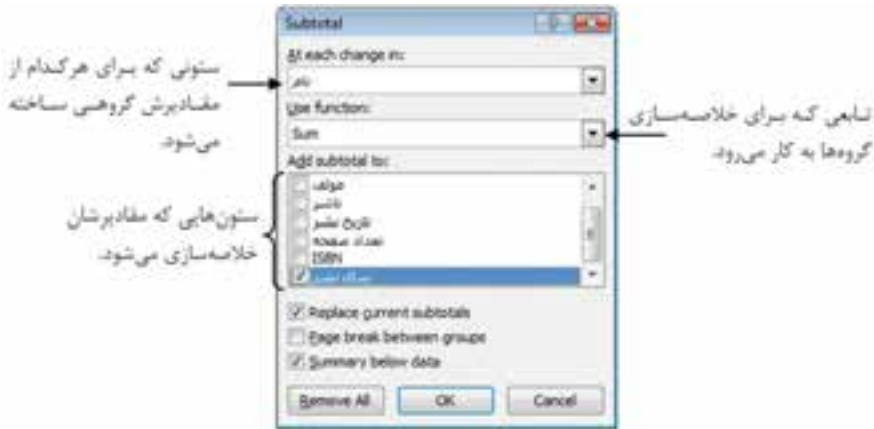 Subtotal
At each change in:
نام
Use function:
Sum
Add subtotal to:
مولف
ناشر
تاریخ نشر
تعداد صفحه
ISBN
Replace current subtotals
Page break between groups
Summary below data
Remove All
OK
Cancel
ستونی که برای هرکدام از
مقادیرش گروهی ساخته
می‌شود.
تابعی که برای خلاصه‌سازی
گروه‌ها به کار می‌رود.
ستون‌هایی که مقادیرشان
خلاصه‌سازی می‌شود.